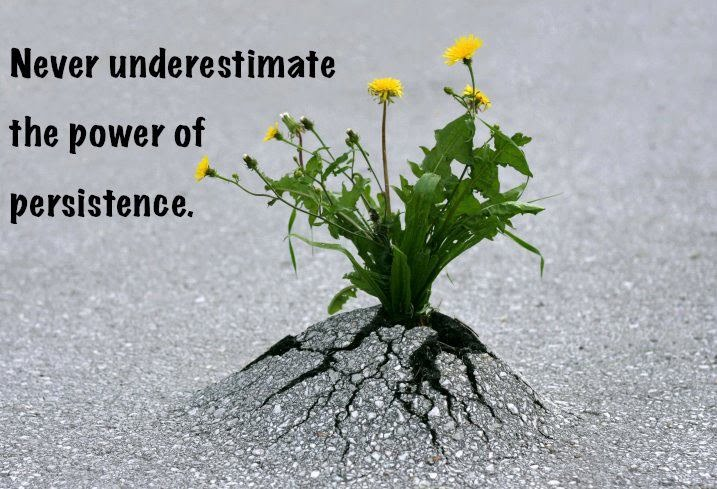 Never underestimate
the power of
persistence.